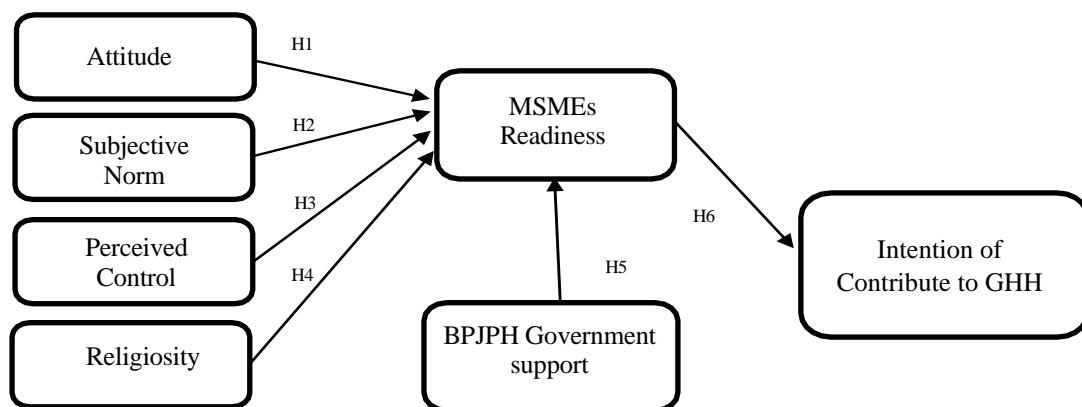 Attitude
H1
MSMEs
Readiness
H2
Subjective
Norm
H3
Perceived
Control
H4
Religiosity
H5
BPJPH Government
support
H6
Intention of
Contribute to GHH